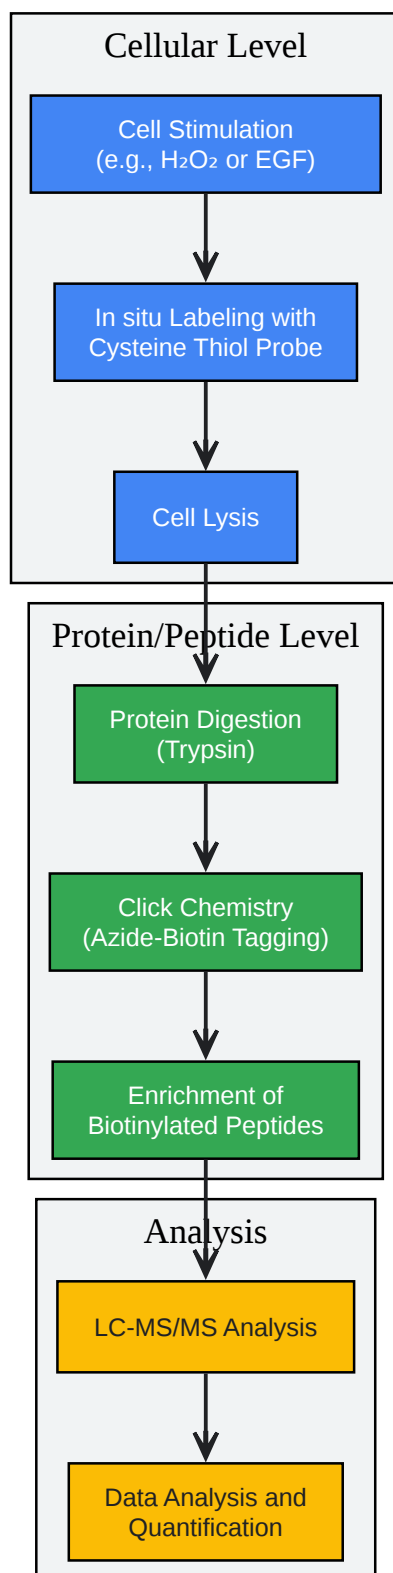 Cellular Level
Cell Stimulation
(e.g., H₂O₂ or EGF)
In situ Labeling with
Cysteine Thiol Probe
Cell Lysis
Protein/Peptide Level
Protein Digestion
(Trypsin)
Click Chemistry
(Azide-Biotin Tagging)
Enrichment of
Biotinylated Peptides
Analysis
LC-MS/MS Analysis
Data Analysis and
Quantification